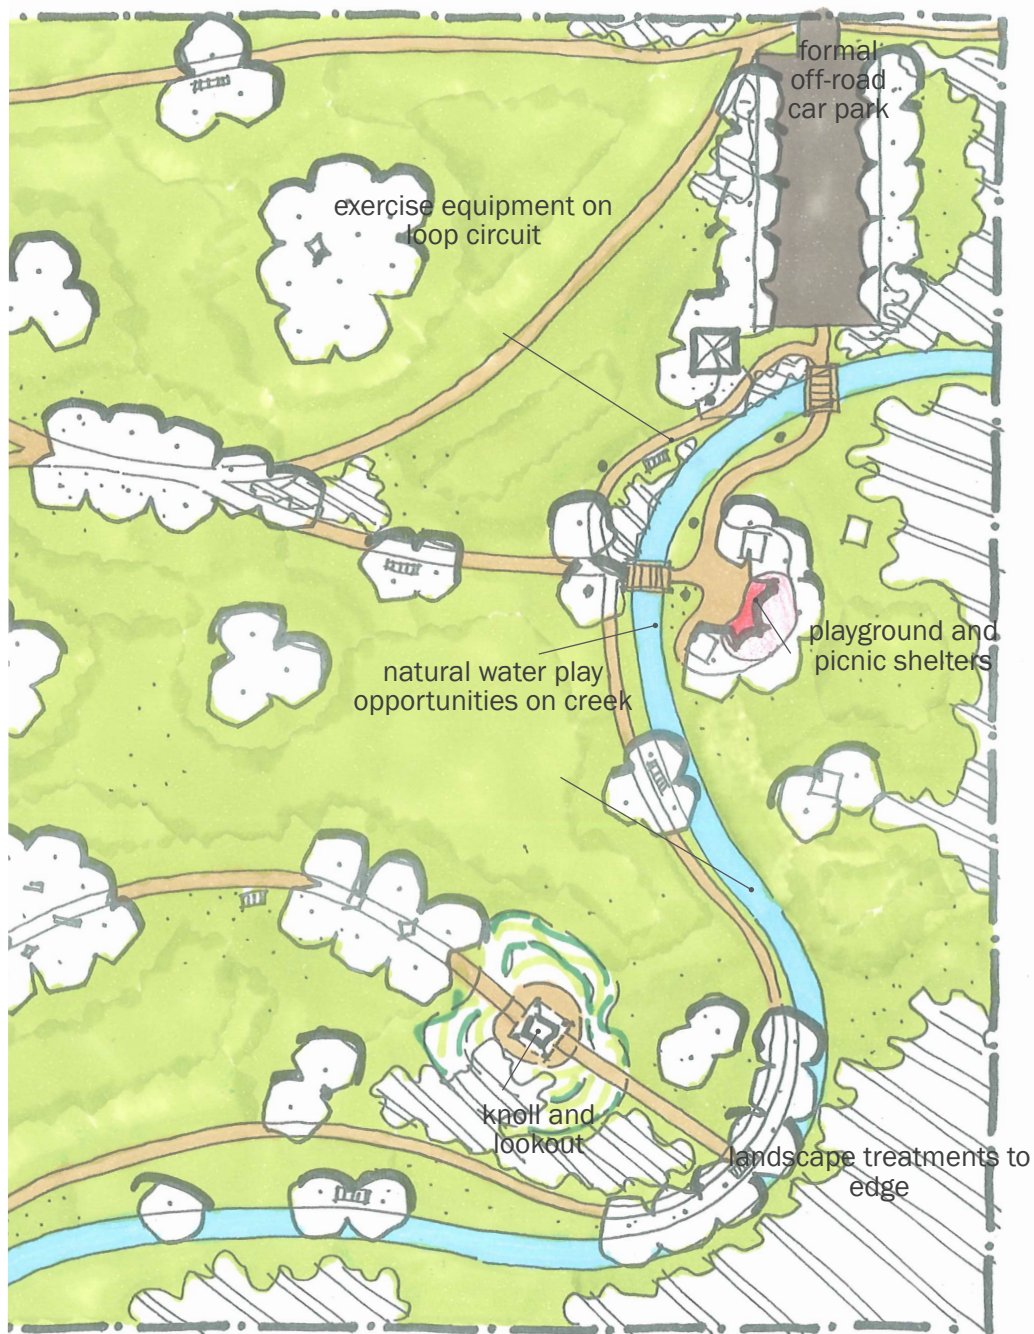 formal
off-road
car park
exercise equipment on
loop circuit
playground and
picnic shelters
natural water play
opportunities on creek
knoll and
lookout
landscape treatments to
edge